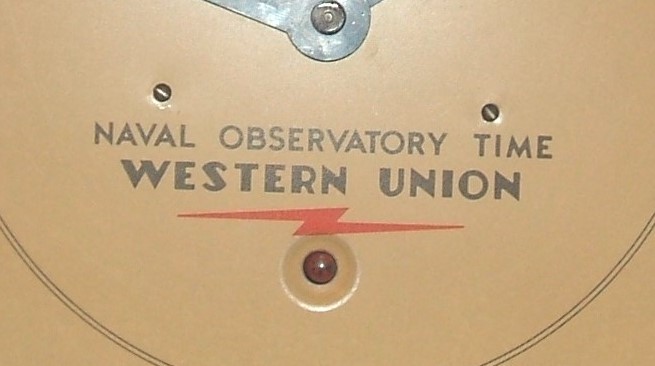 NAVAL OBSERVATORY TIME
WESTERN UNION